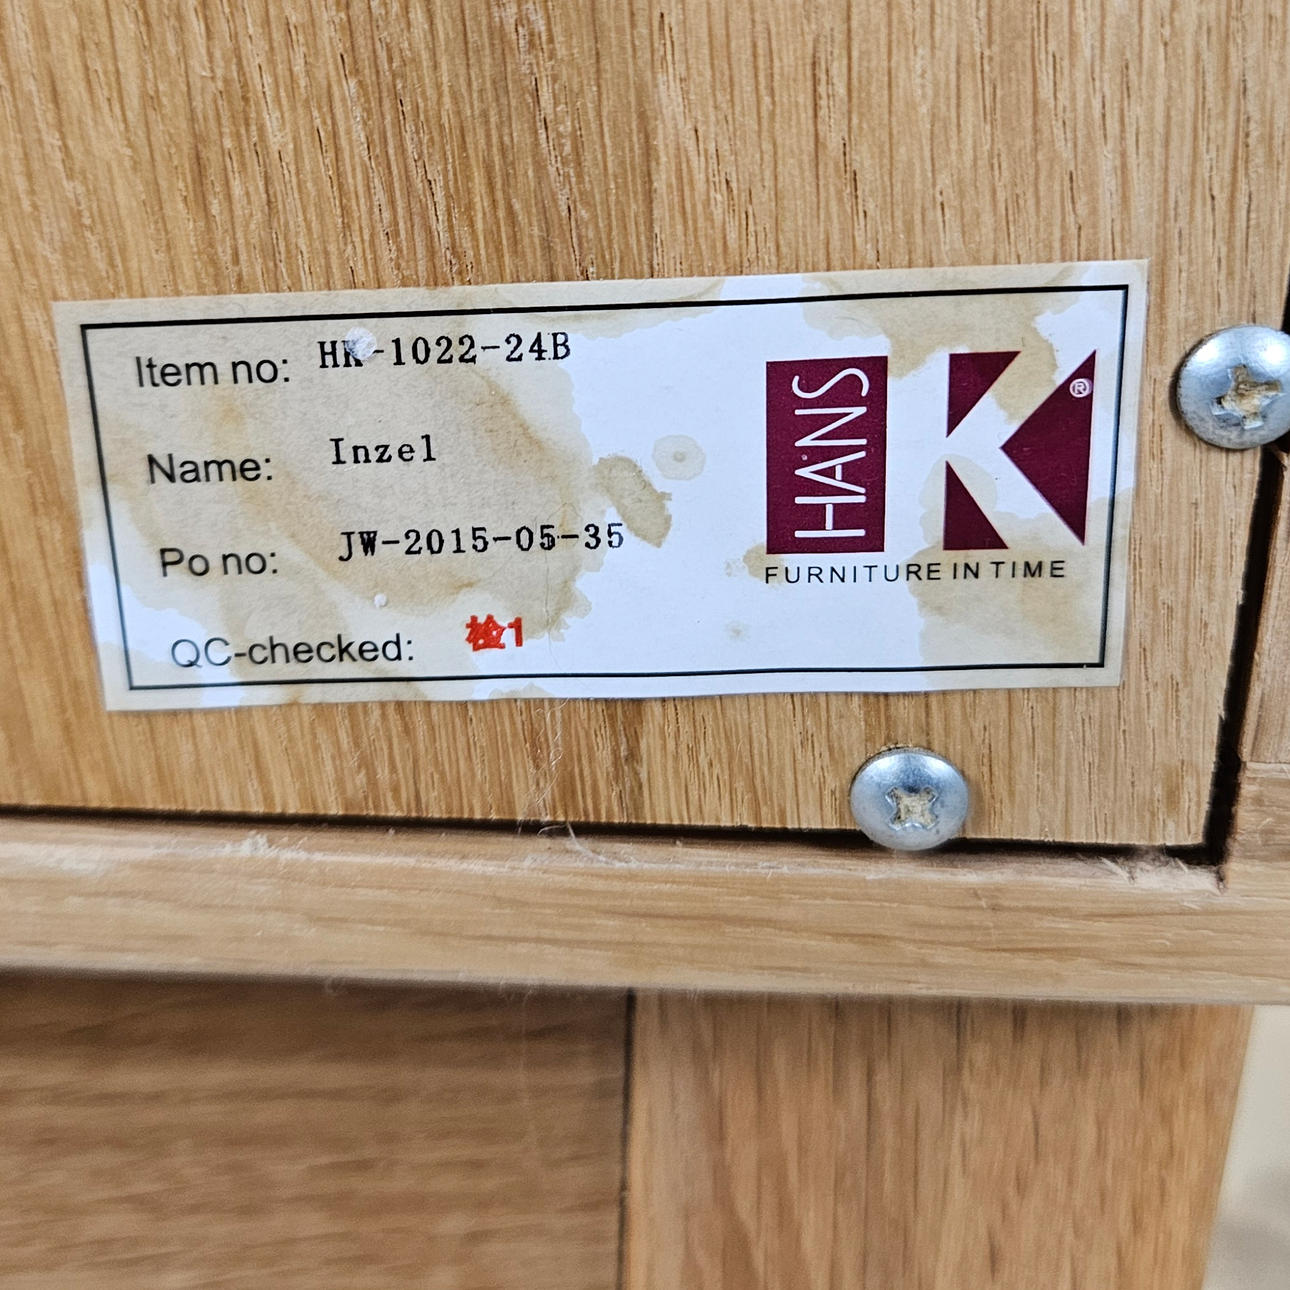 Item no: HK-1022-24B
Name: Inzel
Po no: JW-2015-05-35
QC-checked: 检1
HANS K®
FURNITURE IN TIME